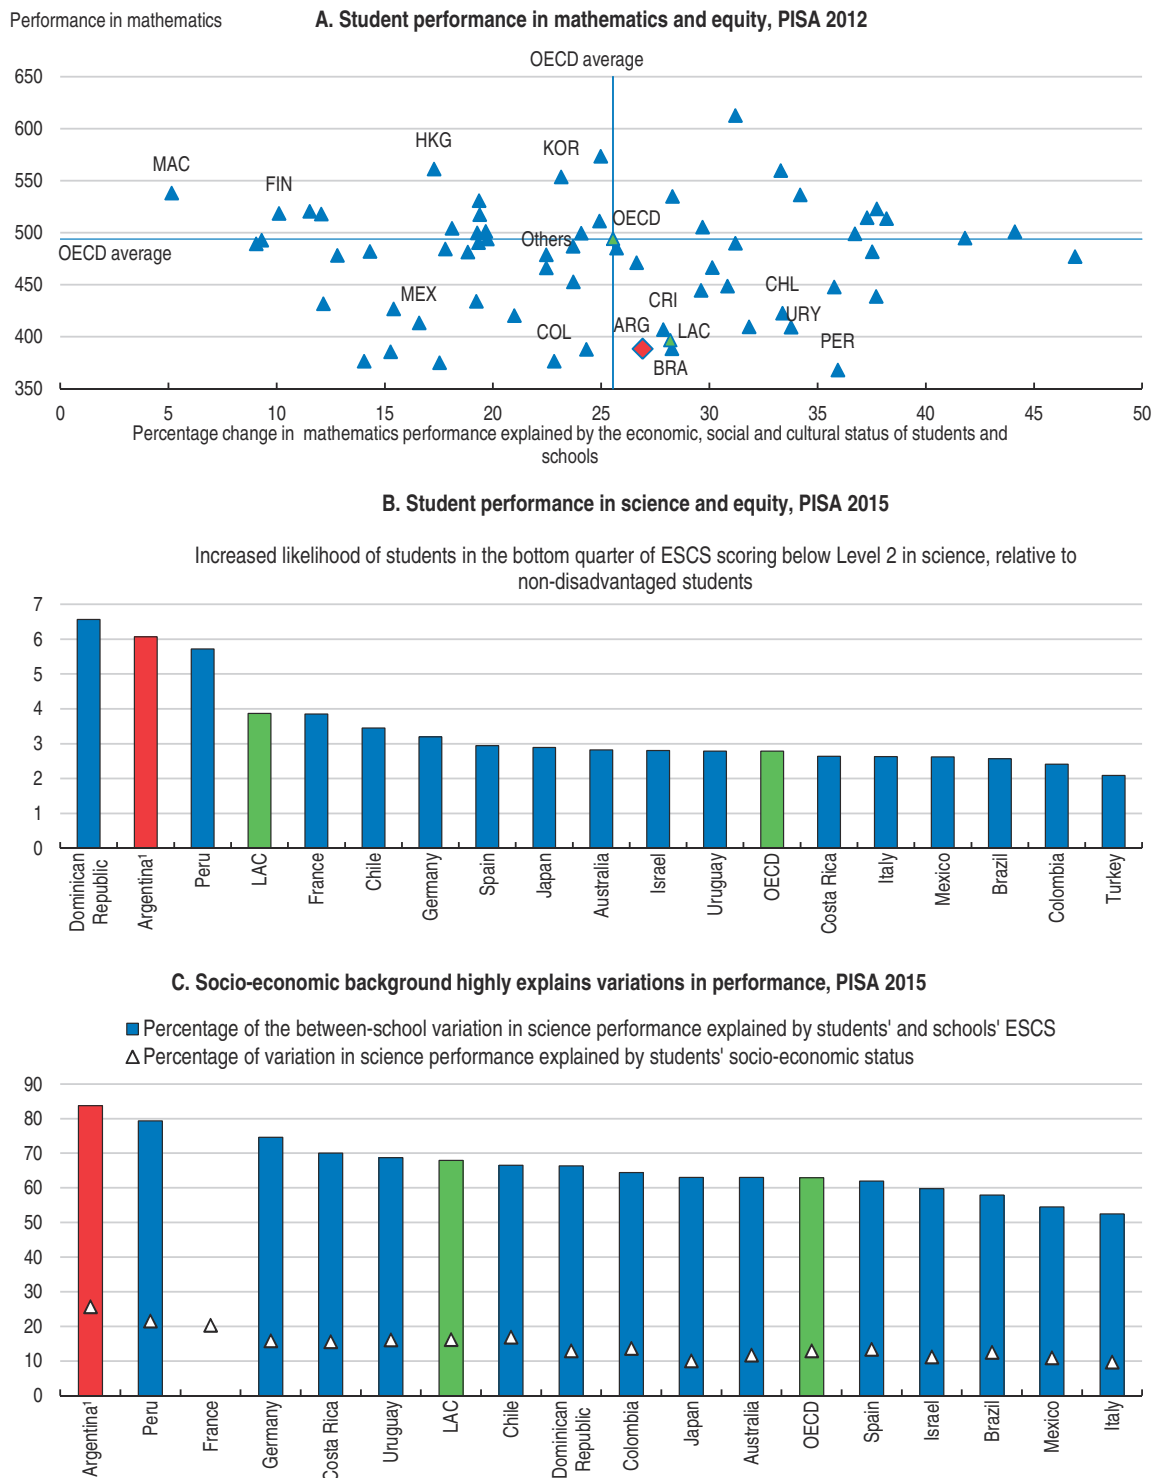 Performance in mathematics
A. Student performance in mathematics and equity, PISA 2012
OECD average
650
600
550
500
450
400
350
MAC
FIN
HKG
KOR
OECD
Others
OECD average
MEX
COL
CRI
ARG
LAC
BRA
CHL
URY
PER
0 5 10 15 20 25 30 35 40 45 50
Percentage change in mathematics performance explained by the economic, social and cultural status of students and
schools
B. Student performance in science and equity, PISA 2015
Increased likelihood of students in the bottom quarter of ESCS scoring below Level 2 in science, relative to
non-disadvantaged students
7
6
5
4
3
2
1
0
Dominican
Republic
Argentina¹
Peru
LAC
France
Chile
Germany
Spain
Japan
Australia
Israel
Uruguay
OECD
Costa Rica
Italy
Mexico
Brazil
Colombia
Turkey
C. Socio-economic background highly explains variations in performance, PISA 2015
Percentage of the between-school variation in science performance explained by students' and schools' ESCS
Percentage of variation in science performance explained by students' socio-economic status
90
80
70
60
50
40
30
20
10
0
Argentina¹
Peru
France
Germany
Costa Rica
Uruguay
LAC
Chile
Dominican
Republic
Colombia
Japan
Australia
OECD
Spain
Israel
Brazil
Mexico
Italy